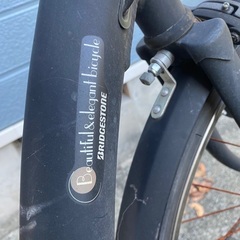 Beautiful & elegant bicycle
BRIDGESTONE